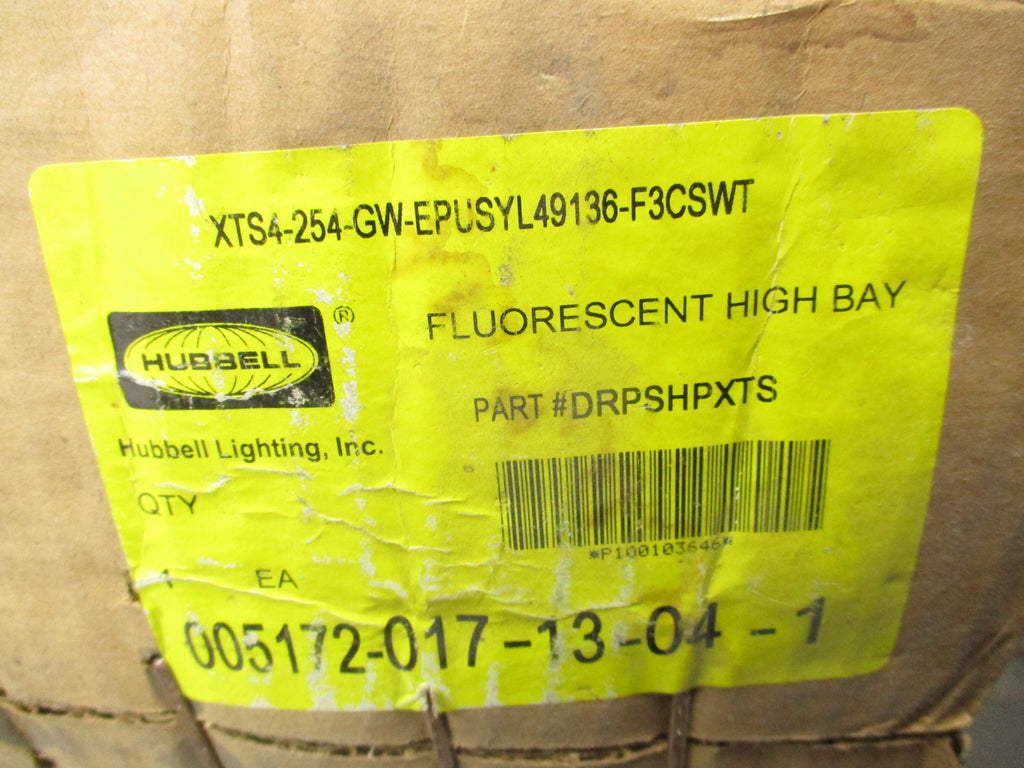 XTS4-254-GW-EPUSYL49136-F3CSWT
FLUORESCENT HIGH BAY
HUBBELL ®
PART #DRPSHPXTS
Hubbell Lighting, Inc.
QTY
*P100103646*
1 EA
005172-017-13-04-1